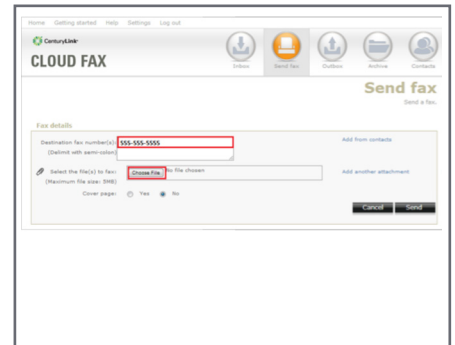 Home Getting started Help Settings Log out
CenturyLink
CLOUD FAX
Inbox Send fax Outbox Archive Contacts
Send fax
Send a fax.
Fax details
Destination fax number(s): 555-555-5555 Add from contacts
(Delimit with semi-colon)
Select the file(s) to fax: Choose File No file chosen Add another attachment
(Maximum file size: 5MB)
Cover page: Yes No
Cancel Send